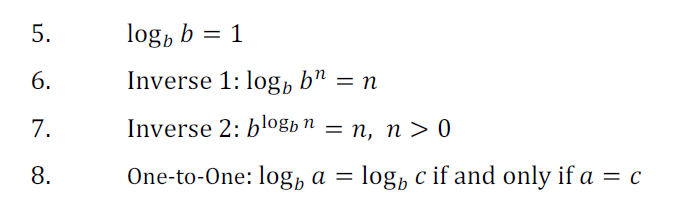 5. log_b b = 1
6. Inverse 1: log_b b^n = n
7. Inverse 2: b^{log_b n} = n, n > 0
8. One-to-One: log_b a = log_b c if and only if a = c